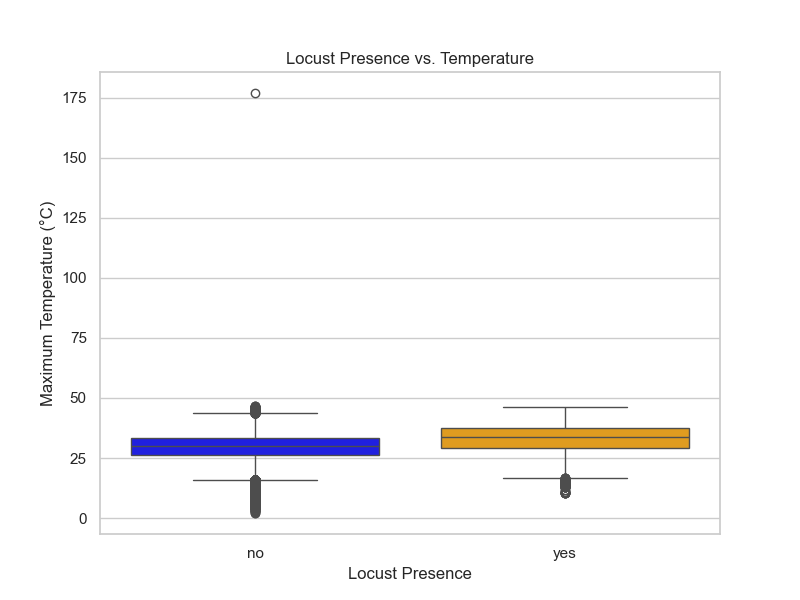 Locust Presence vs. Temperature
Maximum Temperature (°C)
175
150
125
100
75
50
25
0
no
yes
Locust Presence